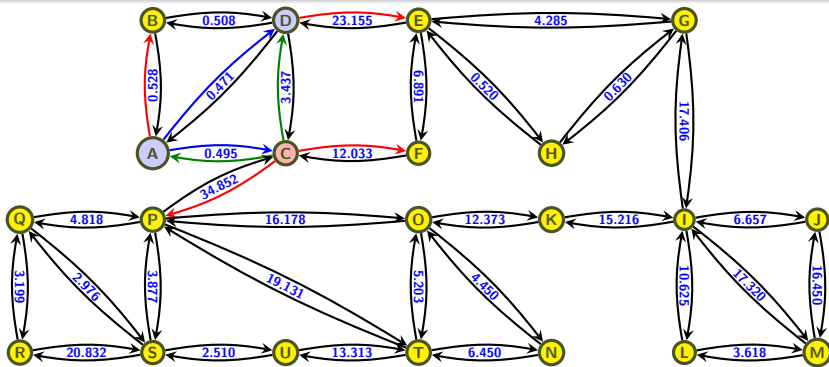 B 0.508 D 23.155 E 4.285 G
0.528 0.471 3.437 6.891 0.520 0.630 17.406
A 0.495 C 12.033 F H
34.852
Q 4.818 P 16.178 O 12.373 K 15.216 I 6.657 J
3.199 2.976 3.877 19.131 5.203 4.450 10.625 17.320 16.450
R 20.832 S 2.510 U 13.313 T 6.450 N L 3.618 M